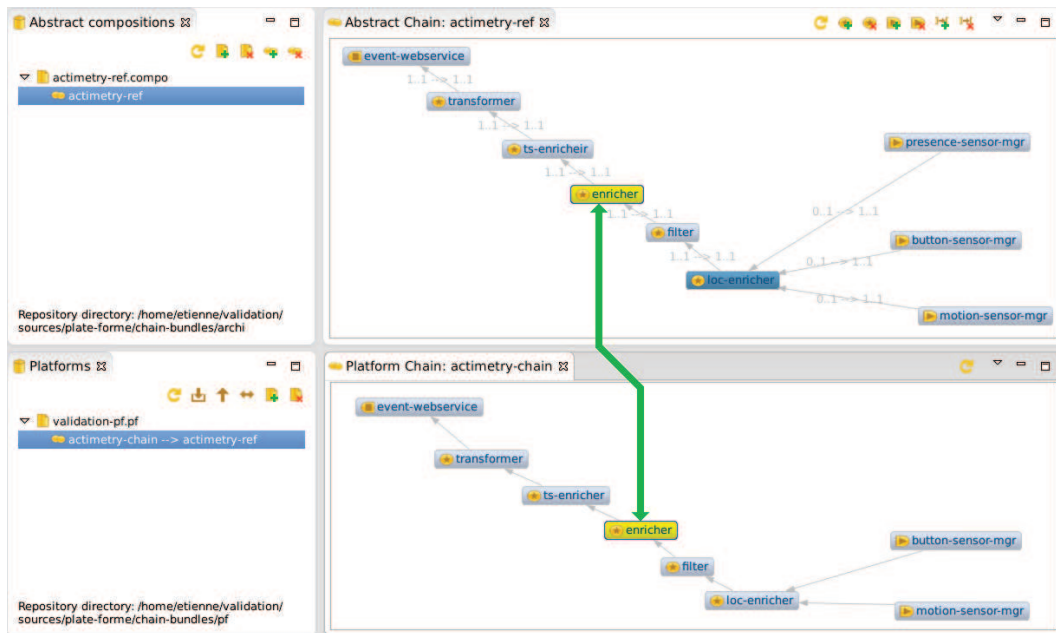 Abstract compositions
actimetry-ref.compo
actimetry-ref
Repository directory: /home/etienne/validation/
sources/plate-forme/chain-bundles/archi
Abstract Chain: actimetry-ref
event-webservice
1..1 --> 1..1
transformer
1..1 --> 1..1
ts-enricheir
1..1 --> 1..1
enricher
1..1 --> 1..1
filter
1..1 --> 1..1
loc-enricher
presence-sensor-mgr
0..1 --> 1..1
button-sensor-mgr
0..1 --> 1..1
motion-sensor-mgr
0..1 --> 1..1
Platforms
validation-pf.pf
actimetry-chain --> actimetry-ref
Repository directory: /home/etienne/validation/
sources/plate-forme/chain-bundles/pf
Platform Chain: actimetry-chain
event-webservice
transformer
ts-enricher
enricher
filter
loc-enricher
button-sensor-mgr
motion-sensor-mgr